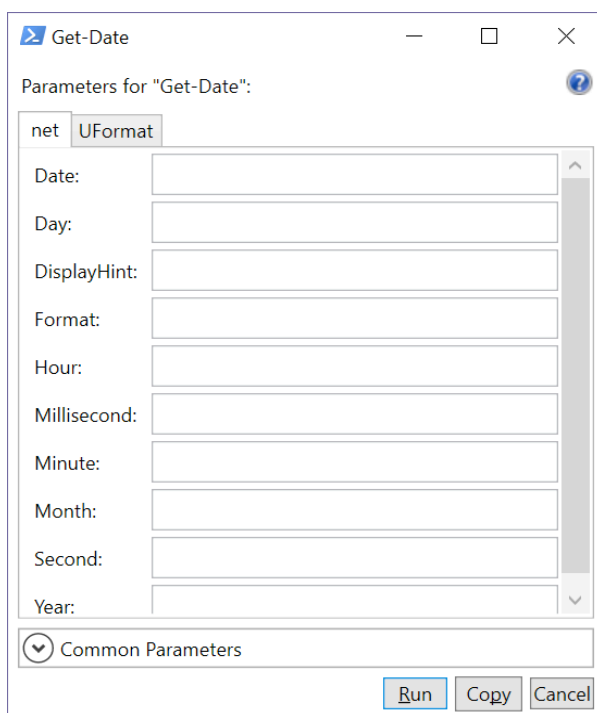 Get-Date
Parameters for "Get-Date":
net UFormat
Date:
Day:
DisplayHint:
Format:
Hour:
Millisecond:
Minute:
Month:
Second:
Year:
Common Parameters
Run Copy Cancel